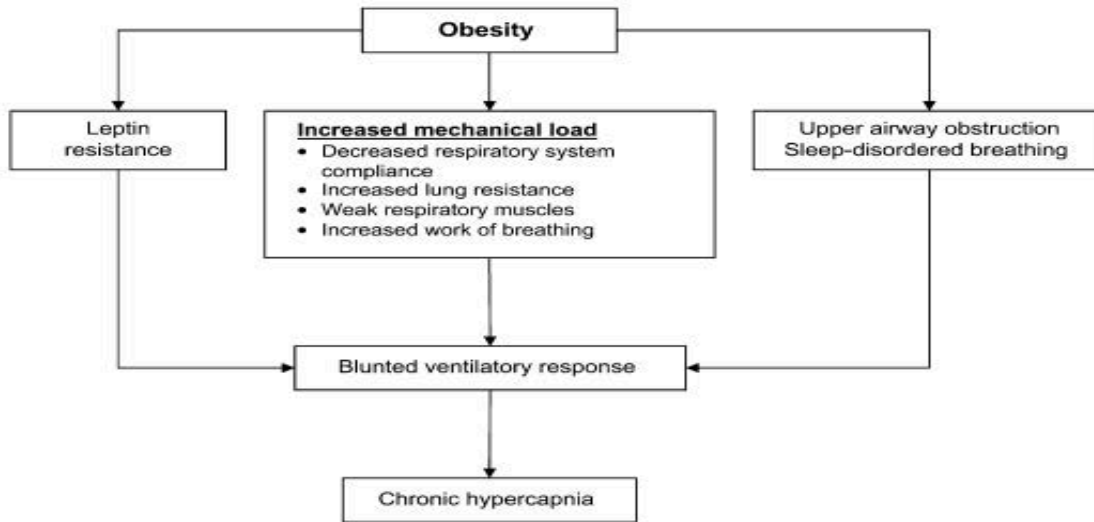 Obesity
Leptin
resistance
Increased mechanical load
• Decreased respiratory system
compliance
• Increased lung resistance
• Weak respiratory muscles
• Increased work of breathing
Upper airway obstruction
Sleep-disordered breathing
Blunted ventilatory response
Chronic hypercapnia